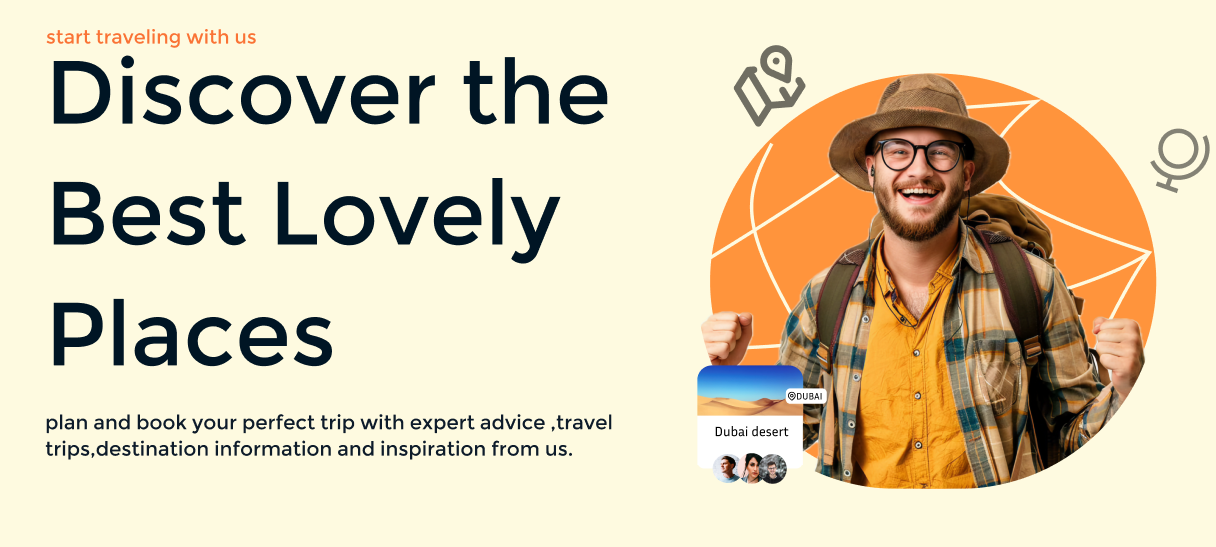 start traveling with us
Discover the
Best Lovely
Places
plan and book your perfect trip with expert advice ,travel
trips,destination information and inspiration from us.
DUBAI
Dubai desert